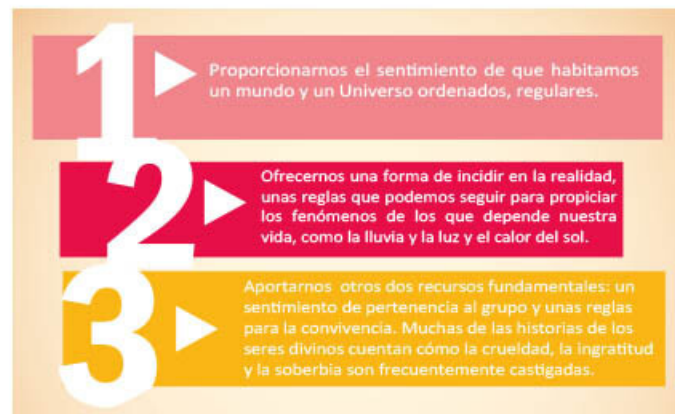 1
Proporcionarnos el sentimiento de que habitamos
un mundo y un Universo ordenados, regulares.
2
Ofrecernos una forma de incidir en la realidad,
unas reglas que podemos seguir para propiciar
los fenómenos de los que depende nuestra
vida, como la lluvia y la luz y el calor del sol.
3
Aportarnos otros dos recursos fundamentales: un
sentimiento de pertenencia al grupo y unas reglas
para la convivencia. Muchas de las historias de los
seres divinos cuentan cómo la crueldad, la ingratitud
y la soberbia son frecuentemente castigadas.